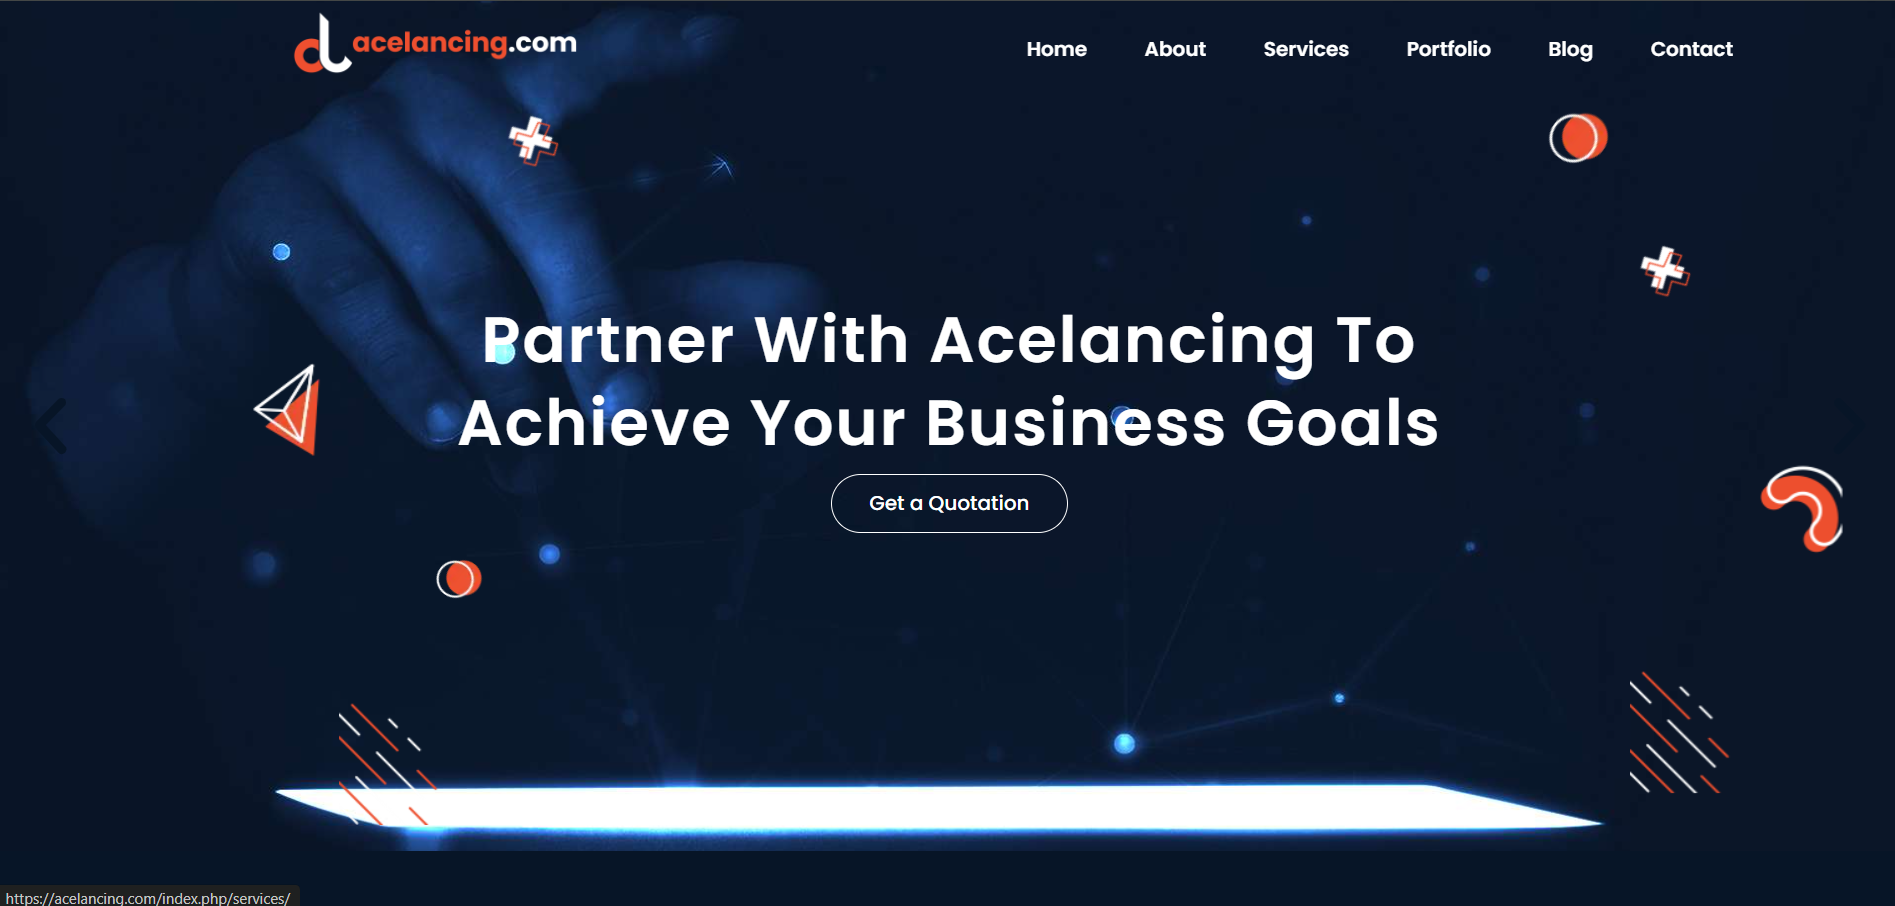 acelancing.com
Home About Services Portfolio Blog Contact
Partner With Acelancing To
Achieve Your Business Goals
Get a Quotation
https://acelancing.com/index.php/services/